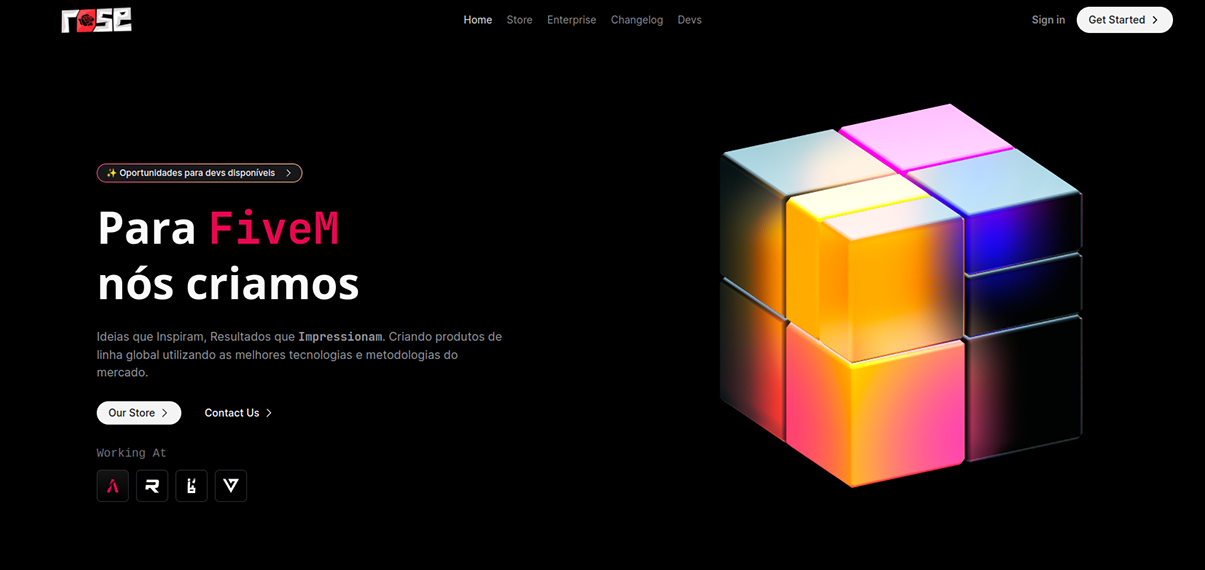 rose
Home Store Enterprise Changelog Devs
Sign in Get Started
✨ Oportunidades para devs disponíveis
Para FiveM
nós criamos
Ideias que Inspiram, Resultados que Impressionam. Criando produtos de
linha global utilizando as melhores tecnologias e metodologias do
mercado.
Our Store Contact Us
Working At